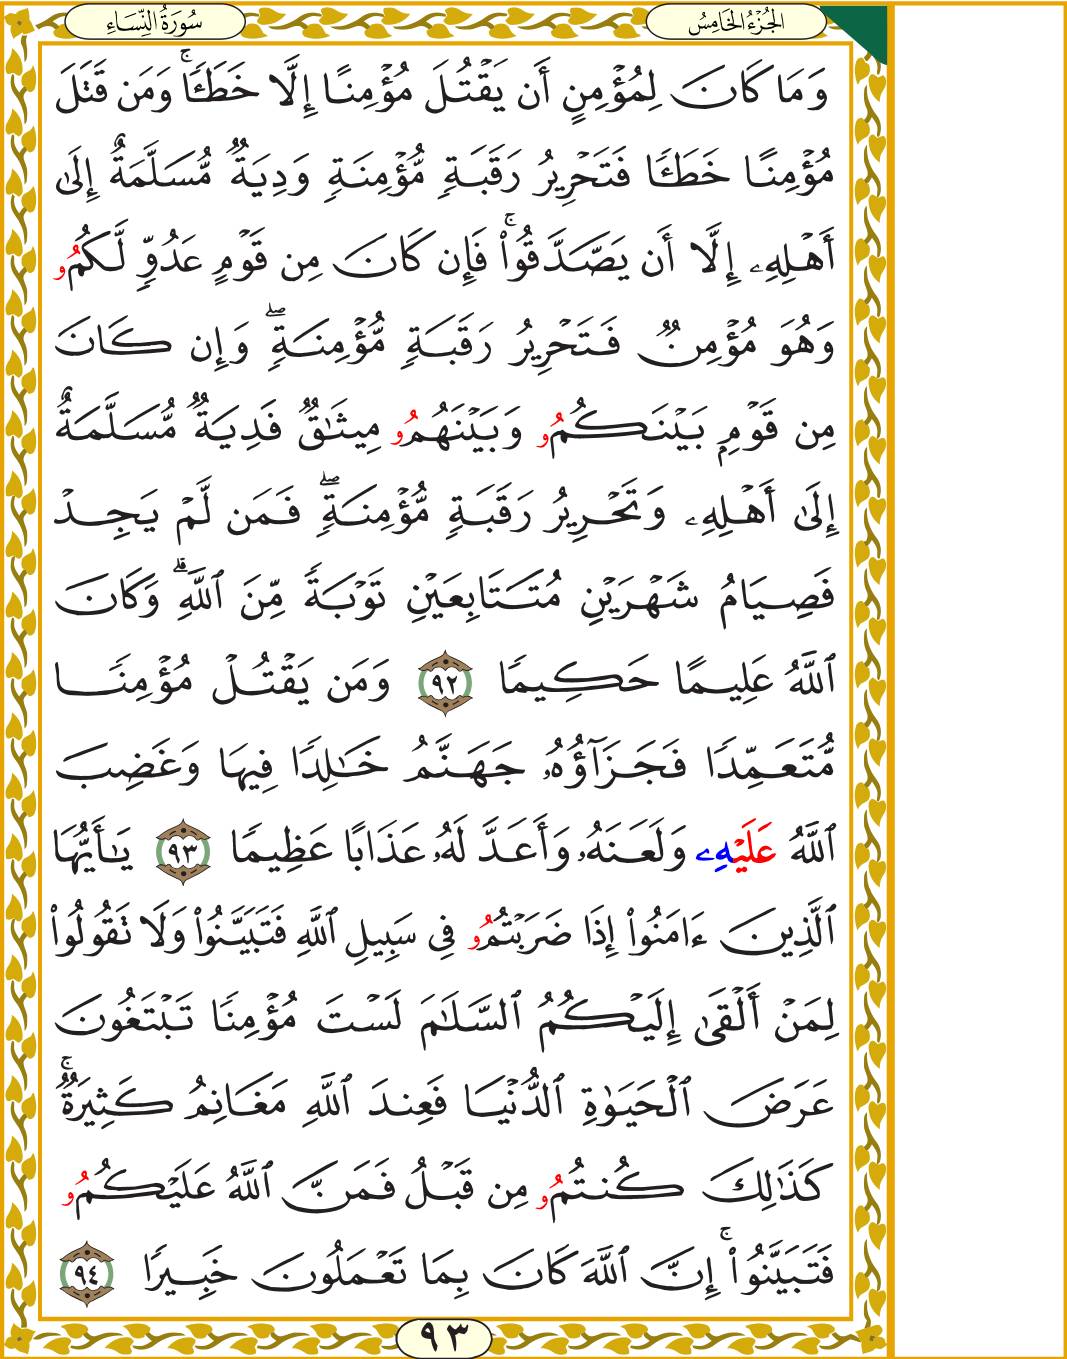 الجُزْءُ الخَامِسُ
سُورَةُ النِّسَاءِ
وَمَا كَانَ لِمُؤْمِنٍ أَن يَقْتُلَ مُؤْمِنًا إِلَّا خَطَـًٔا ۚ وَمَن قَتَلَ
مُؤْمِنًا خَطَـًٔا فَتَحْرِيرُ رَقَبَةٍ مُّؤْمِنَةٍ وَدِيَةٌ مُّسَلَّمَةٌ إِلَىٰ
أَهْلِهِۦ إِلَّا أَن يَصَّدَّقُوا۟ ۚ فَإِن كَانَ مِن قَوْمٍ عَدُوٍّ لَّكُمُو
وَهُوَ مُؤْمِنٌ فَتَحْرِيرُ رَقَبَةٍ مُّؤْمِنَةٍ ۖ وَإِن كَانَ
مِن قَوْمٍ بَيْنَكُمُو وَبَيْنَهُمُو مِيثَـٰقٌ فَدِيَةٌ مُّسَلَّمَةٌ
إِلَىٰ أَهْلِهِۦ وَتَحْرِيرُ رَقَبَةٍ مُّؤْمِنَةٍ ۖ فَمَن لَّمْ يَجِدْ
فَصِيَامُ شَهْرَيْنِ مُتَتَابِعَيْنِ تَوْبَةً مِّنَ ٱللَّهِ ۗ وَكَانَ
ٱللَّهُ عَلِيمًا حَكِيمًا ٩٢ وَمَن يَقْتُلْ مُؤْمِنًا
مُّتَعَمِّدًا فَجَزَآؤُهُۥ جَهَنَّمُ خَـٰلِدًا فِيهَا وَغَضِبَ
ٱللَّهُ عَلَيْهِۦ وَلَعَنَهُۥ وَأَعَدَّ لَهُۥ عَذَابًا عَظِيمًا ٩٣ يَـٰٓأَيُّهَا
ٱلَّذِينَ ءَامَنُوا۟ إِذَا ضَرَبْتُمُو فِى سَبِيلِ ٱللَّهِ فَتَبَيَّنُوا۟ وَلَا تَقُولُوا۟
لِمَنْ أَلْقَىٰ إِلَيْكُمُ ٱلسَّلَـٰمَ لَسْتَ مُؤْمِنًا تَبْتَغُونَ
عَرَضَ ٱلْحَيَوٰةِ ٱلدُّنْيَا فَعِندَ ٱللَّهِ مَغَانِمُ كَثِيرَةٌ ۚ
كَذَٰلِكَ كُنتُمُو مِن قَبْلُ فَمَنَّ ٱللَّهُ عَلَيْكُمُو
فَتَبَيَّنُوا۟ ۚ إِنَّ ٱللَّهَ كَانَ بِمَا تَعْمَلُونَ خَبِيرًا ٩٤
٩٣